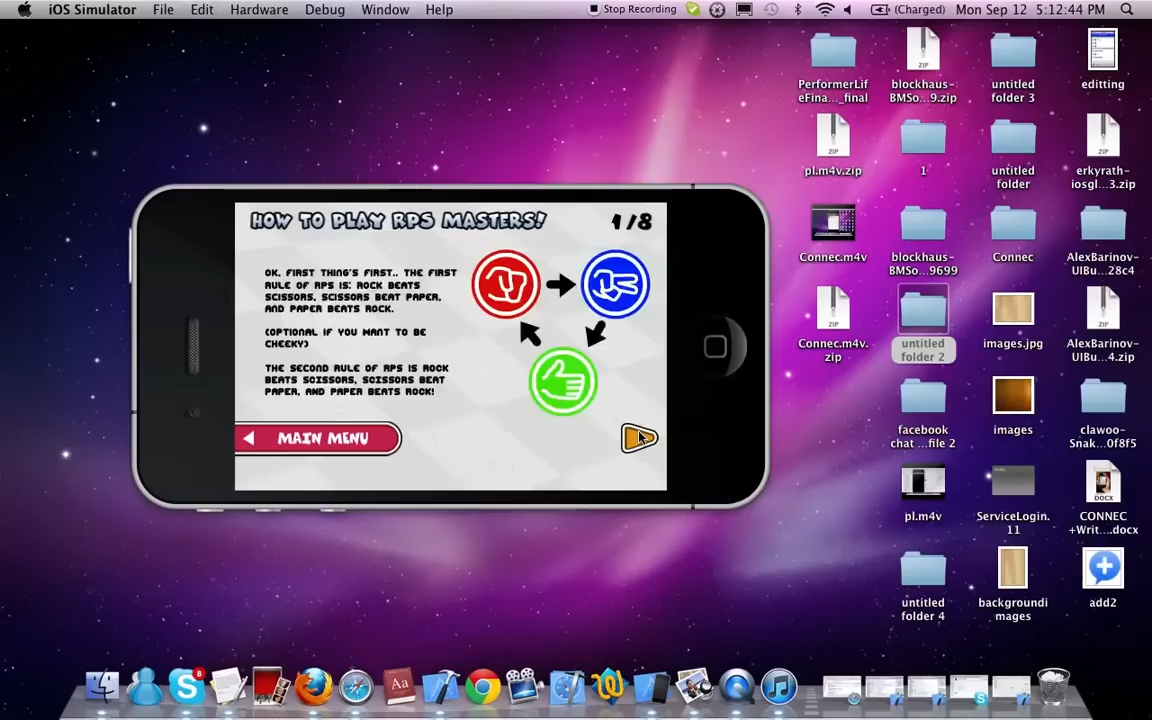 iOS Simulator File Edit Hardware Debug Window Help Stop Recording (Charged) Mon Sep 12 5:12:44 PM
PerformerLif
eFina..._final
blockhaus-
BMSo...9.zip
untitled
folder 3
editting
pl.m4v.zip
1
untitled
folder
erkyrath-
iosgl...3.zip
Connec.m4v
blockhaus-
BMSo...9699
Connec
AlexBarinov-
UIBu...28c4
Connec.m4v.
zip
untitled
folder 2
images.jpg
AlexBarinov-
UIBu...4.zip
facebook
chat ...file 2
images
clawoo-
Snak...0f8f5
pl.m4v
ServiceLogin.
11
CONNEC
+Writ....docx
untitled
folder 4
backgroundi
mages
add2
HOW TO PLAY RPS MASTERS! 1/8
OK, FIRST THING'S FIRST.. THE FIRST
RULE OF RPS IS: ROCK BEATS
SCISSORS, SCISSORS BEAT PAPER,
AND PAPER BEATS ROCK.
(OPTIONAL IF YOU WANT TO BE
CHEEKY)
THE SECOND RULE OF RPS IS ROCK
BEATS SCISSORS, SCISSORS BEAT
PAPER, AND PAPER BEATS ROCK!
MAIN MENU
8
Aa